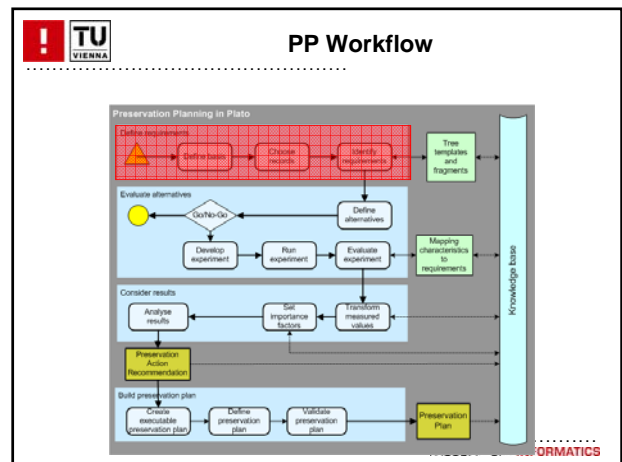 TU
VIENNA
PP Workflow
Preservation Planning in Plato
Define requirements
Define basis
Choose
records
Identify
requirements
Tree
templates
and
fragments
Evaluate alternatives
Go/No-Go
Define
alternatives
Develop
experiment
Run
experiment
Evaluate
experiment
Mapping
characteristics
to
requirements
Knowledge base
Consider results
Analyse
results
Set
importance
factors
Transform
measured
values
Preservation
Action
Recommendation
Build preservation plan
Create
executable
preservation plan
Define
preservation
plan
Validate
preservation
plan
Preservation
Plan
ORMATICS